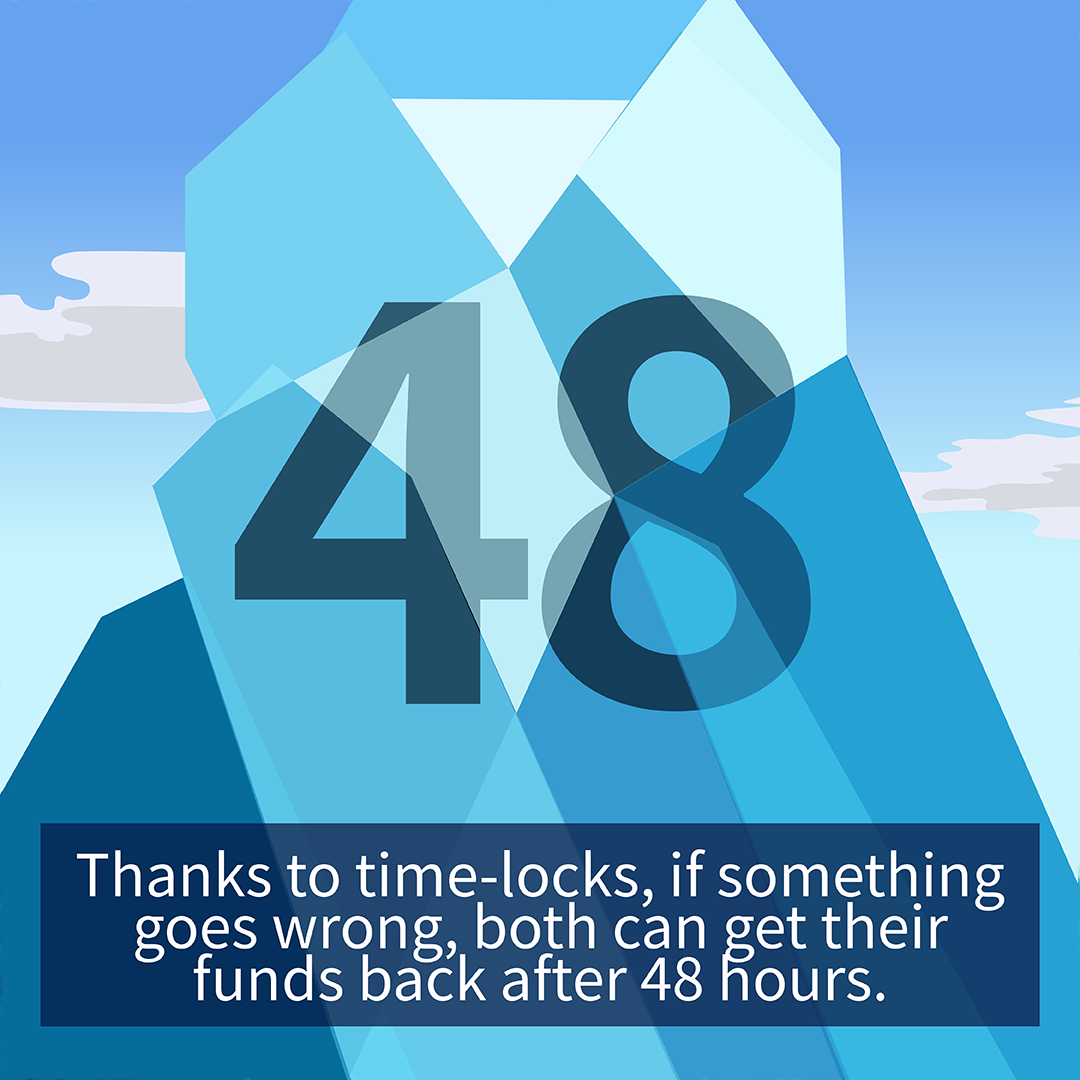 48
Thanks to time-locks, if something
goes wrong, both can get their
funds back after 48 hours.